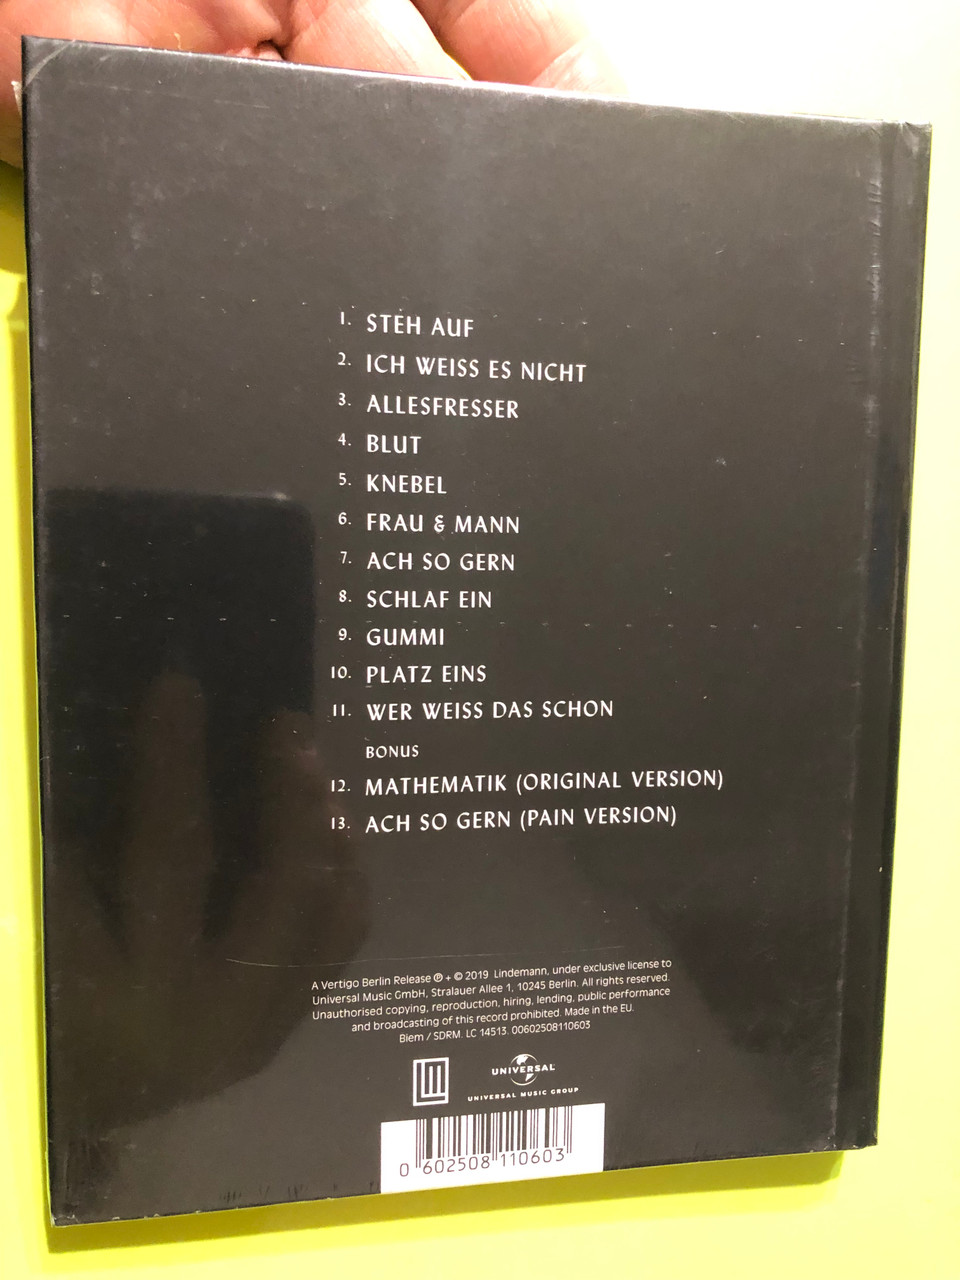 1. STEH AUF
2. ICH WEISS ES NICHT
3. ALLESFRESSER
4. BLUT
5. KNEBEL
6. FRAU & MANN
7. ACH SO GERN
8. SCHLAF EIN
9. GUMMI
10. PLATZ EINS
11. WER WEISS DAS SCHON
BONUS
12. MATHEMATIK (ORIGINAL VERSION)
13. ACH SO GERN (PAIN VERSION)
A Vertigo Berlin Release ℗ + © 2019 Lindemann, under exclusive license to
Universal Music GmbH, Stralauer Allee 1, 10245 Berlin. All rights reserved.
Unauthorised copying, reproduction, hiring, lending, public performance
and broadcasting of this record prohibited. Made in the EU.
Biem / SDRM. LC 14513. 00602508110603
UNIVERSAL
UNIVERSAL MUSIC GROUP
0 602508 110603